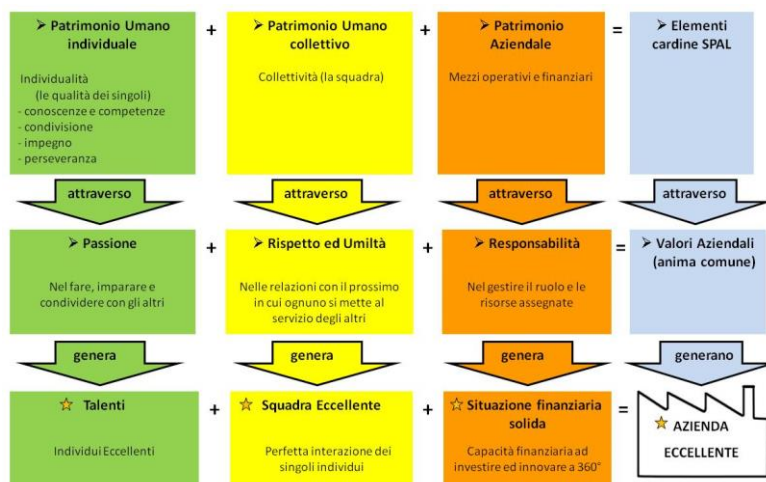 ➢ Patrimonio Umano
individuale
Individualità
(le qualità dei singoli)
- conoscenze e competenze
- condivisione
- impegno
- perseveranza
+
➢ Patrimonio Umano
collettivo
Collettività (la squadra)
+
➢ Patrimonio
Aziendale
Mezzi operativi e finanziari
=
➢ Elementi
cardine SPAL
attraverso
attraverso
attraverso
attraverso
➢ Passione
Nel fare, imparare e
condividere con gli altri
+
➢ Rispetto ed Umiltà
Nelle relazioni con il prossimo
in cui ognuno si mette al
servizio degli altri
+
➢ Responsabilità
Nel gestire il ruolo e le
risorse assegnate
=
➢ Valori Aziendali
(anima comune)
genera
genera
genera
generano
Talenti
Individui Eccellenti
+
Squadra Eccellente
Perfetta interazione dei
singoli individui
+
Situazione finanziaria
solida
Capacità finanziaria ad
investire ed innovare a 360°
=
AZIENDA
ECCELLENTE